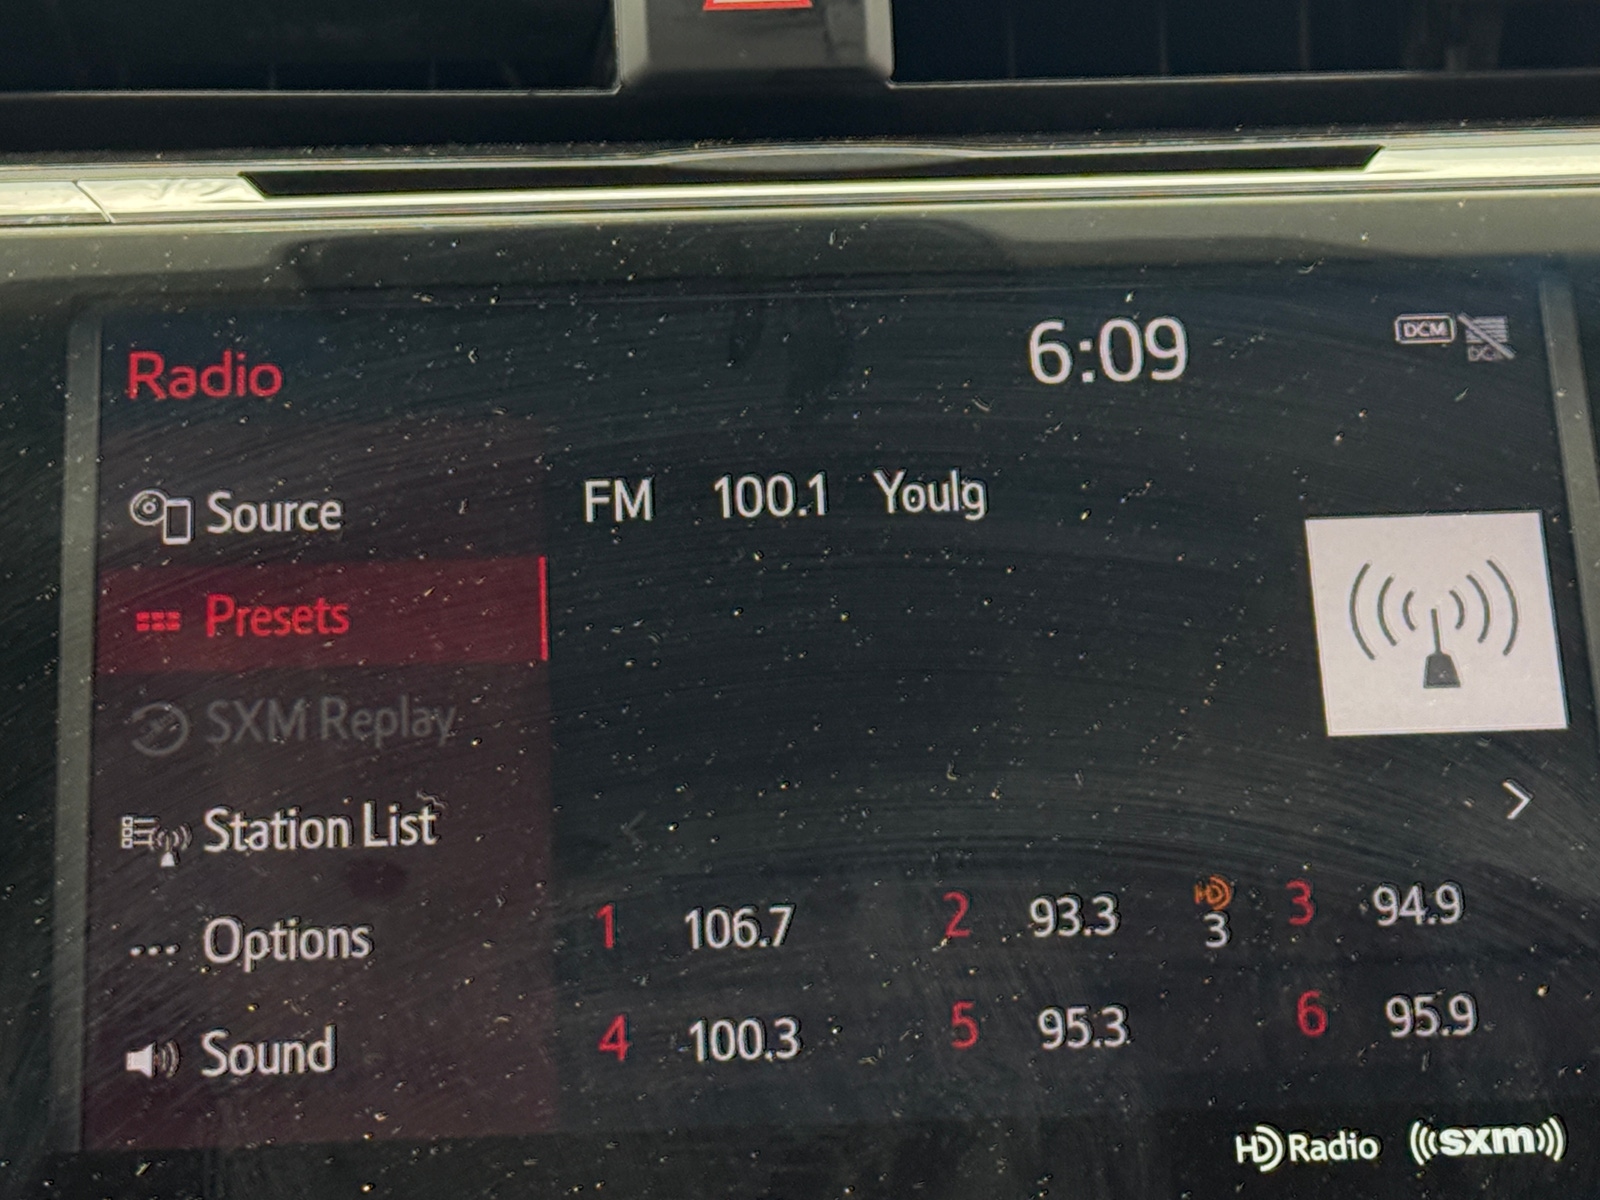 Radio
6:09
DCM
Source
FM 100.1 Youlg
Presets
SXM Replay
Station List
Options
Sound
1 106.7 2 93.3 HD 3 3 94.9
4 100.3 5 95.3 6 95.9
HD Radio sxm